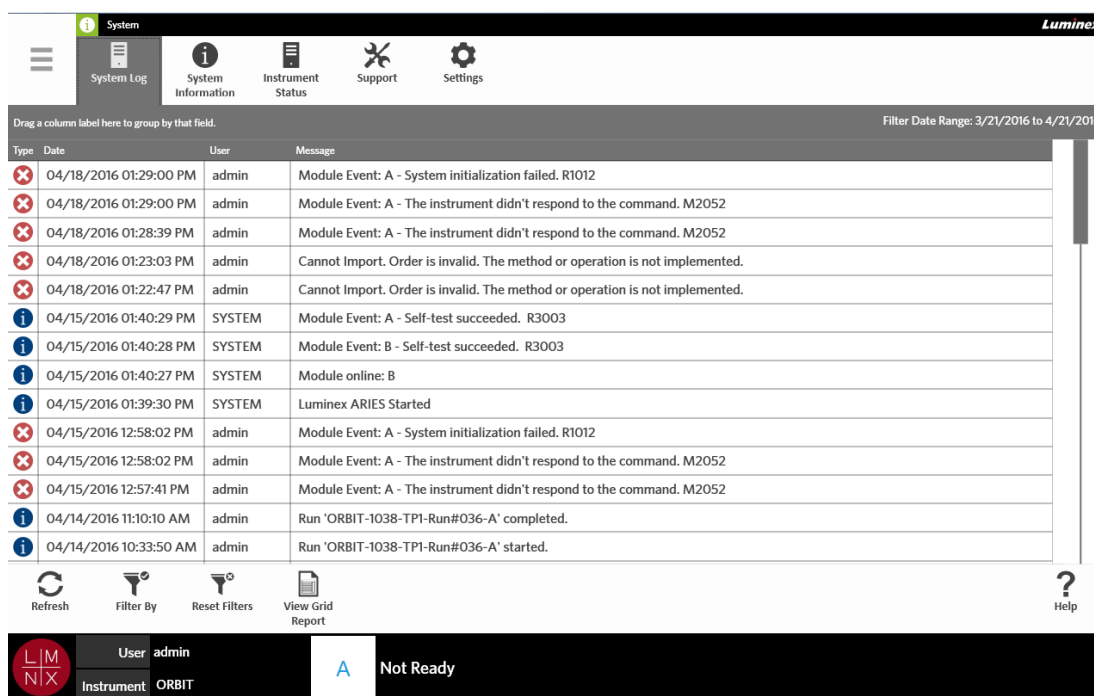 System
Luminex
System Log
System
Information
Instrument
Status
Support
Settings
Drag a column label here to group by that field.
Filter Date Range: 3/21/2016 to 4/21/201
Type Date User Message
04/18/2016 01:29:00 PM admin Module Event: A - System initialization failed. R1012
04/18/2016 01:29:00 PM admin Module Event: A - The instrument didn't respond to the command. M2052
04/18/2016 01:28:39 PM admin Module Event: A - The instrument didn't respond to the command. M2052
04/18/2016 01:23:03 PM admin Cannot Import. Order is invalid. The method or operation is not implemented.
04/18/2016 01:22:47 PM admin Cannot Import. Order is invalid. The method or operation is not implemented.
04/15/2016 01:40:29 PM SYSTEM Module Event: A - Self-test succeeded. R3003
04/15/2016 01:40:28 PM SYSTEM Module Event: B - Self-test succeeded. R3003
04/15/2016 01:40:27 PM SYSTEM Module online: B
04/15/2016 01:39:30 PM SYSTEM Luminex ARIES Started
04/15/2016 12:58:02 PM admin Module Event: A - System initialization failed. R1012
04/15/2016 12:58:02 PM admin Module Event: A - The instrument didn't respond to the command. M2052
04/15/2016 12:57:41 PM admin Module Event: A - The instrument didn't respond to the command. M2052
04/14/2016 11:10:10 AM admin Run 'ORBIT-1038-TP1-Run#036-A' completed.
04/14/2016 10:33:50 AM admin Run 'ORBIT-1038-TP1-Run#036-A' started.
Refresh
Filter By
Reset Filters
View Grid
Report
Help
LM
NX
User admin
Instrument ORBIT
A Not Ready